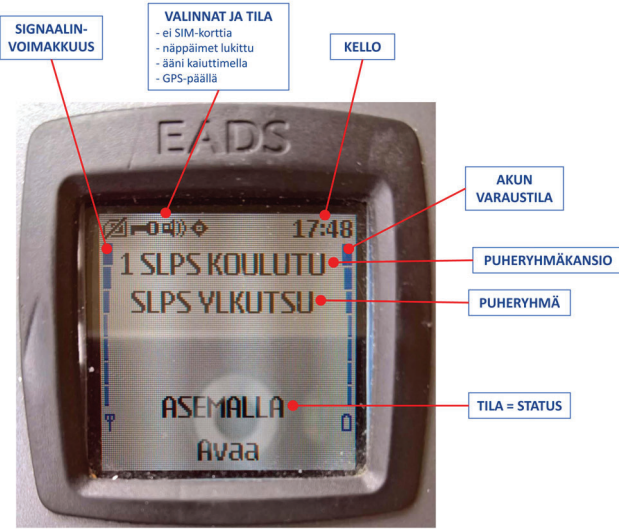 SIGNAALIN-
VOIMAKKUUS
VALINNAT JA TILA
- ei SIM-korttia
- näppäimet lukittu
- ääni kaiuttimella
- GPS-päällä
KELLO
AKUN
VARAUSTILA
PUHERYHMÄKANSIO
PUHERYHMÄ
TILA = STATUS
EADS
17:48
1 SLPS KOULUTU
SLPS YLKUTSU
ASEMALLA
Avaa